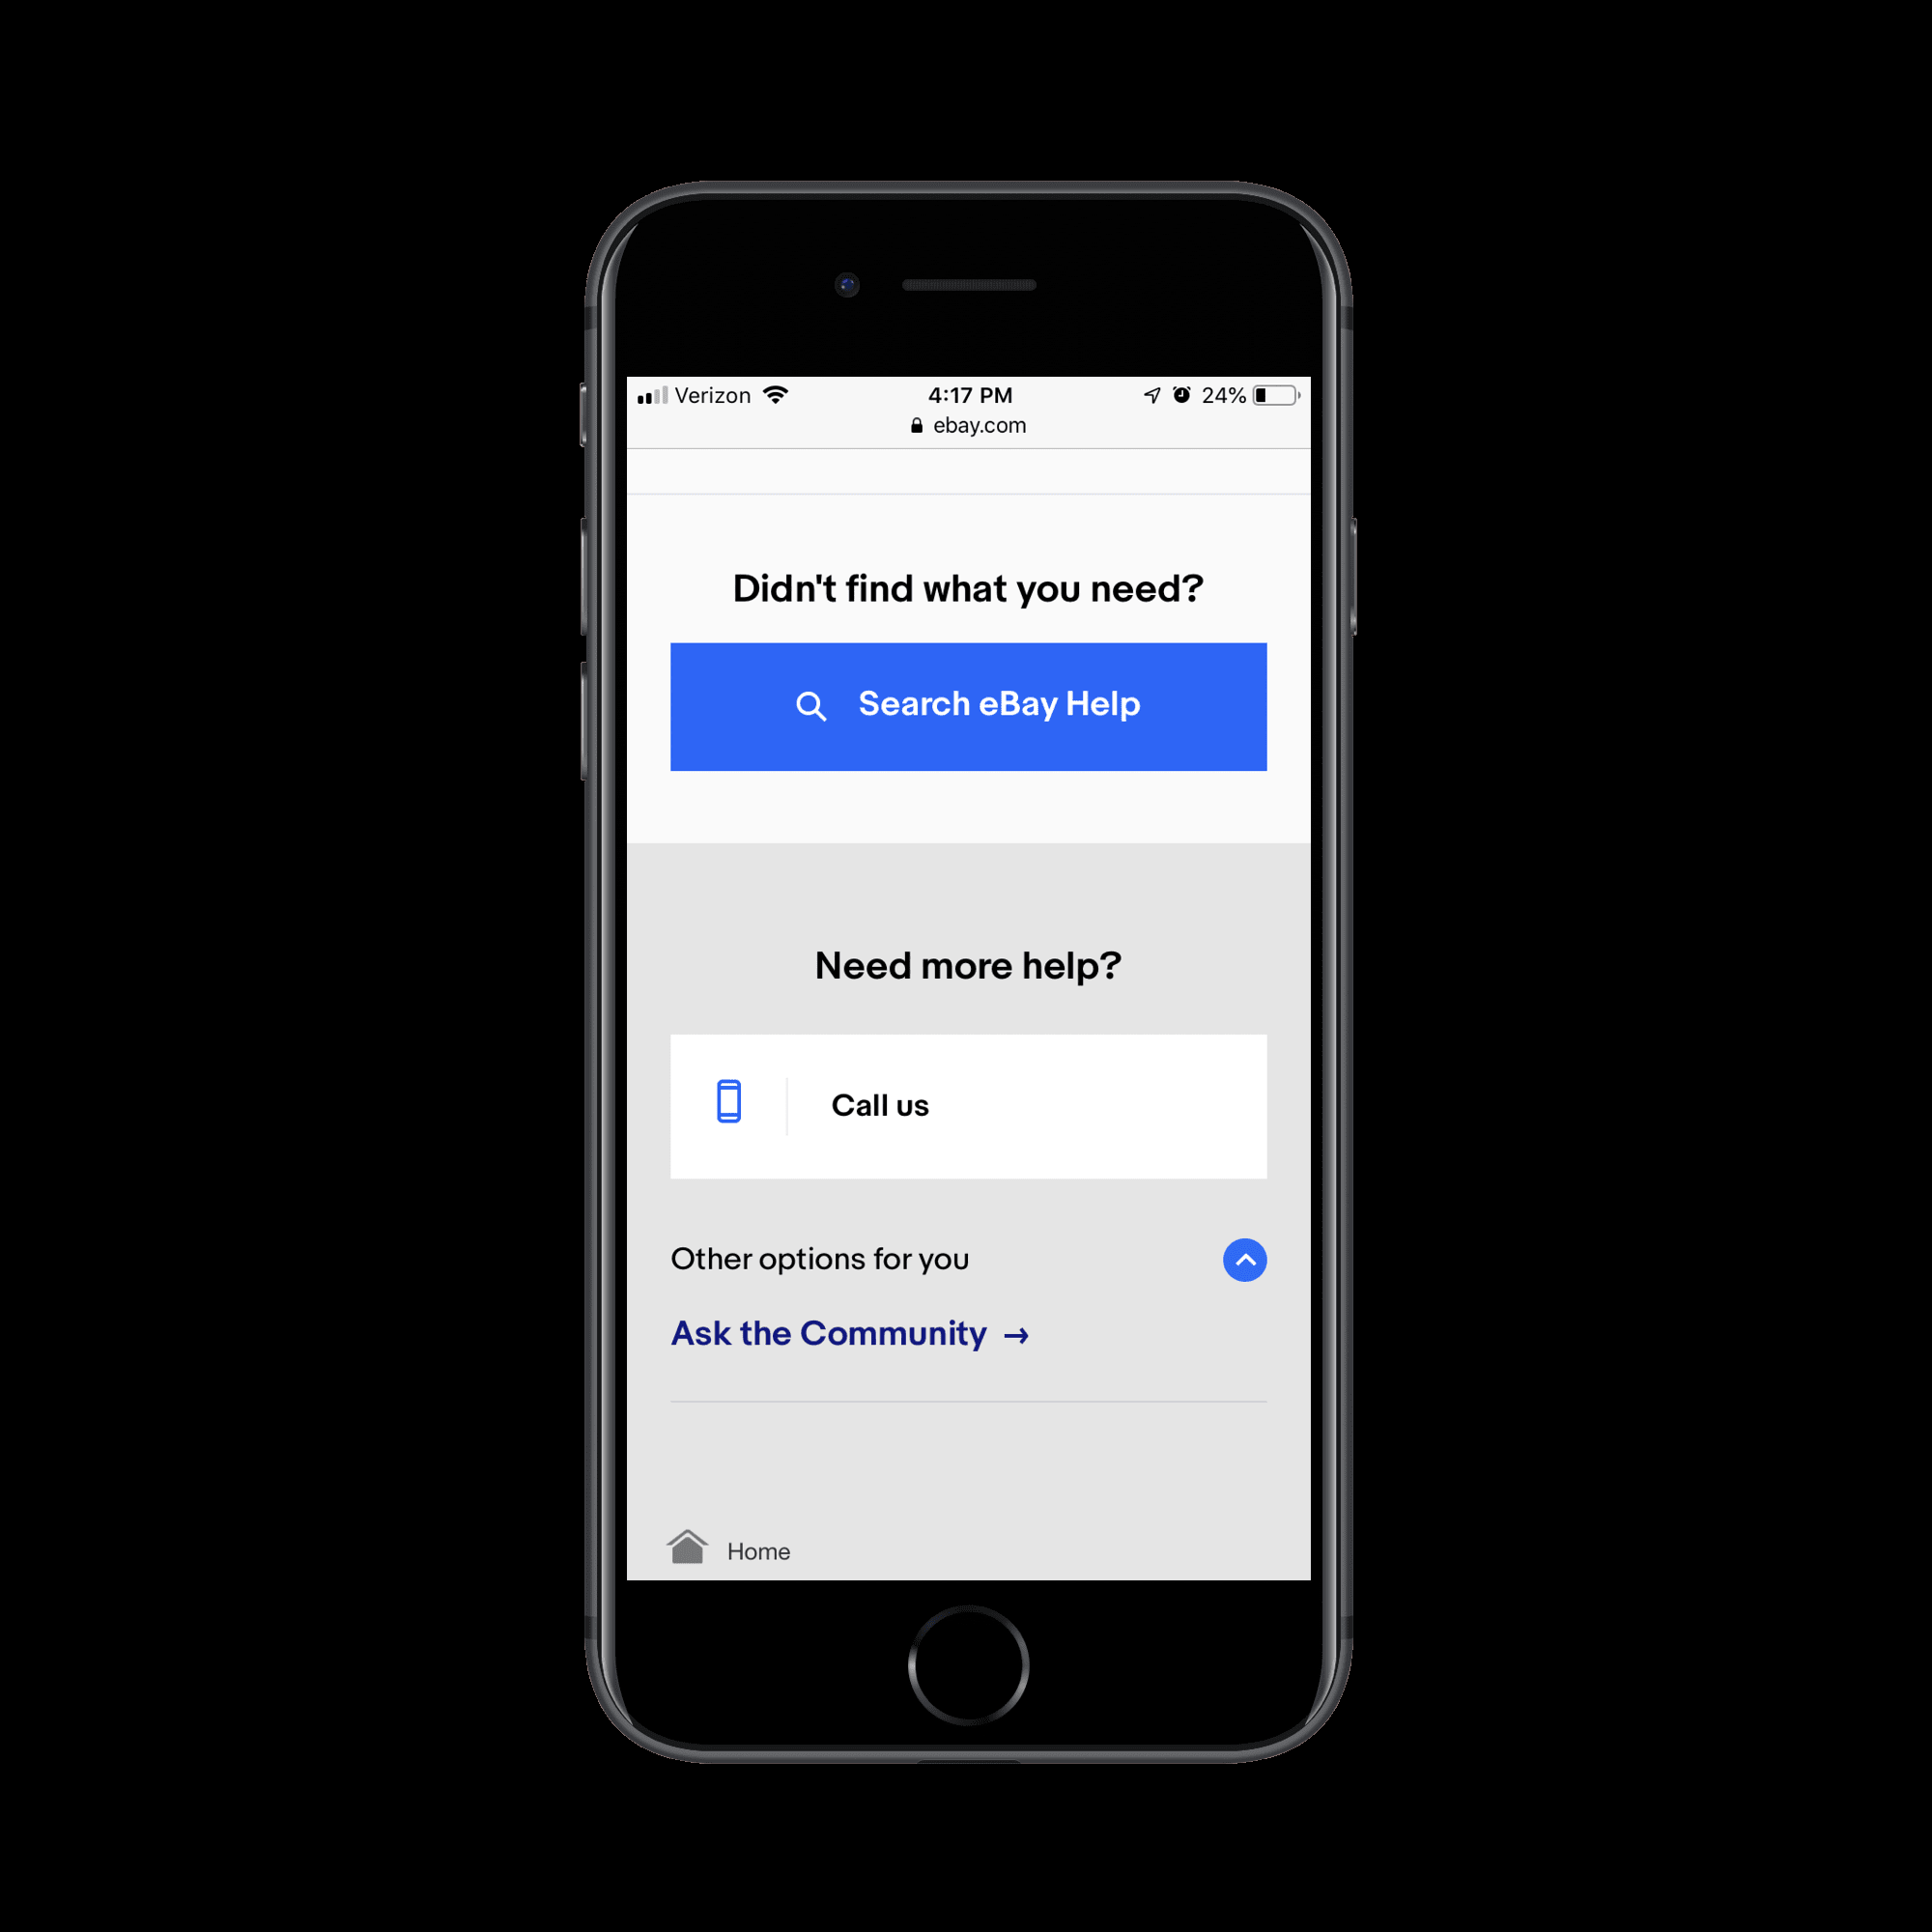 Verizon 4:17 PM 24%
ebay.com
Didn't find what you need?
Search eBay Help
Need more help?
Call us
Other options for you
Ask the Community →
Home